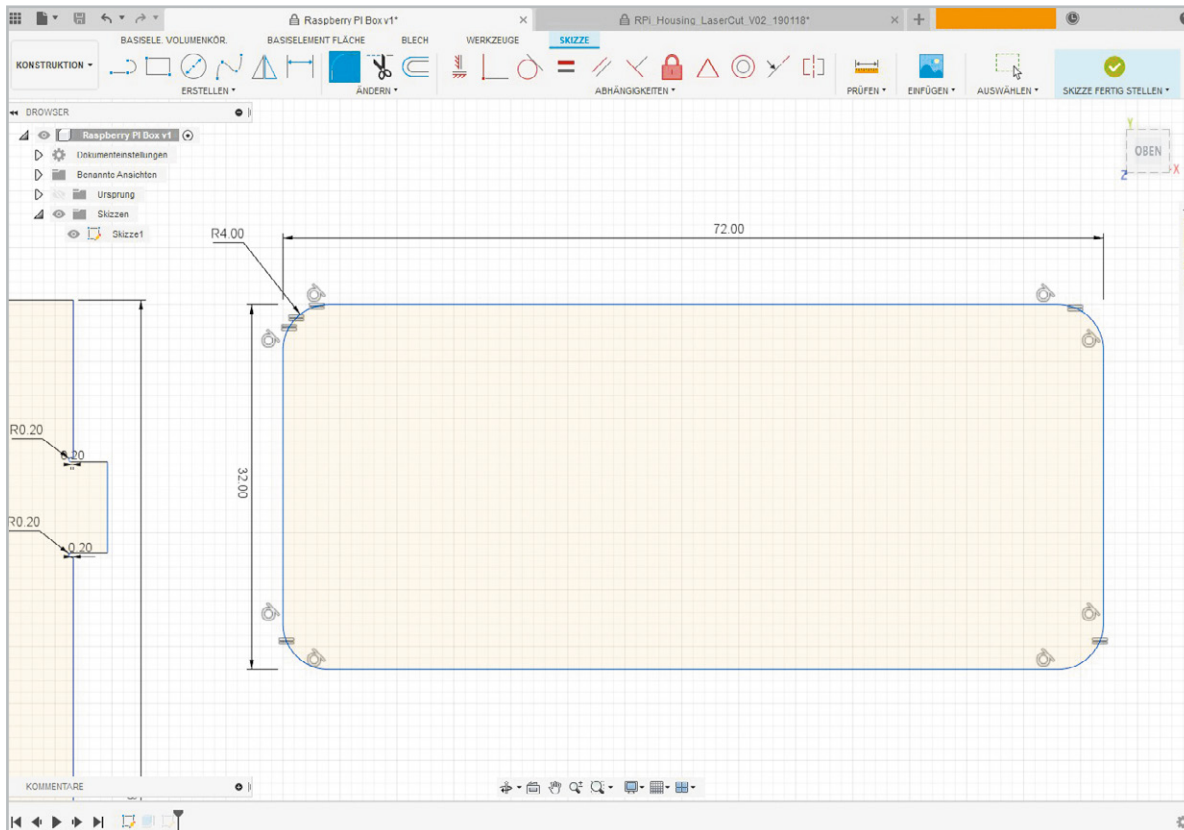 Raspberry PI Box v1*
RPi_Housing_LaserCut_V02_190118*
BASISELE. VOLUMENKÖR.
BASISELEMENT FLÄCHE
BLECH
WERKZEUGE
SKIZZE
KONSTRUKTION
ERSTELLEN
ÄNDERN
ABHÄNGIGKEITEN
PRÜFEN
EINFÜGEN
AUSWÄHLEN
SKIZZE FERTIG STELLEN
BROWSER
Raspberry PI Box v1
Dokumenteinstellungen
Benannte Ansichten
Ursprung
Skizzen
Skizze1
Y
OBEN
X
Z
R4.00
72.00
32.00
R0.20
0.20
R0.20
0.20
KOMMENTARE